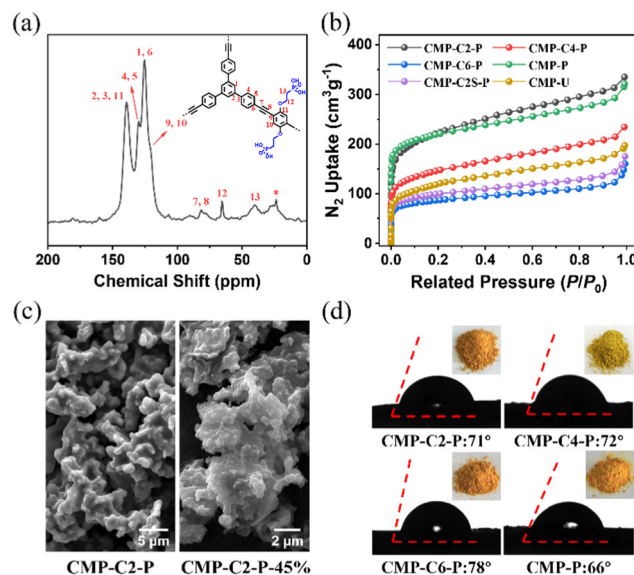 (a)
1, 6
4, 5
2, 3, 11
9, 10
7, 8
12
13
*
200 150 100 50 0
Chemical Shift (ppm)
(b)
CMP-C2-P CMP-C4-P
CMP-C6-P CMP-P
CMP-C2S-P CMP-U
400
300
200
100
0
N2 Uptake (cm3g-1)
0.0 0.2 0.4 0.6 0.8 1.0
Related Pressure (P/P0)
(c)
5 μm
2 μm
CMP-C2-P CMP-C2-P-45%
(d)
CMP-C2-P:71° CMP-C4-P:72°
CMP-C6-P:78° CMP-P:66°